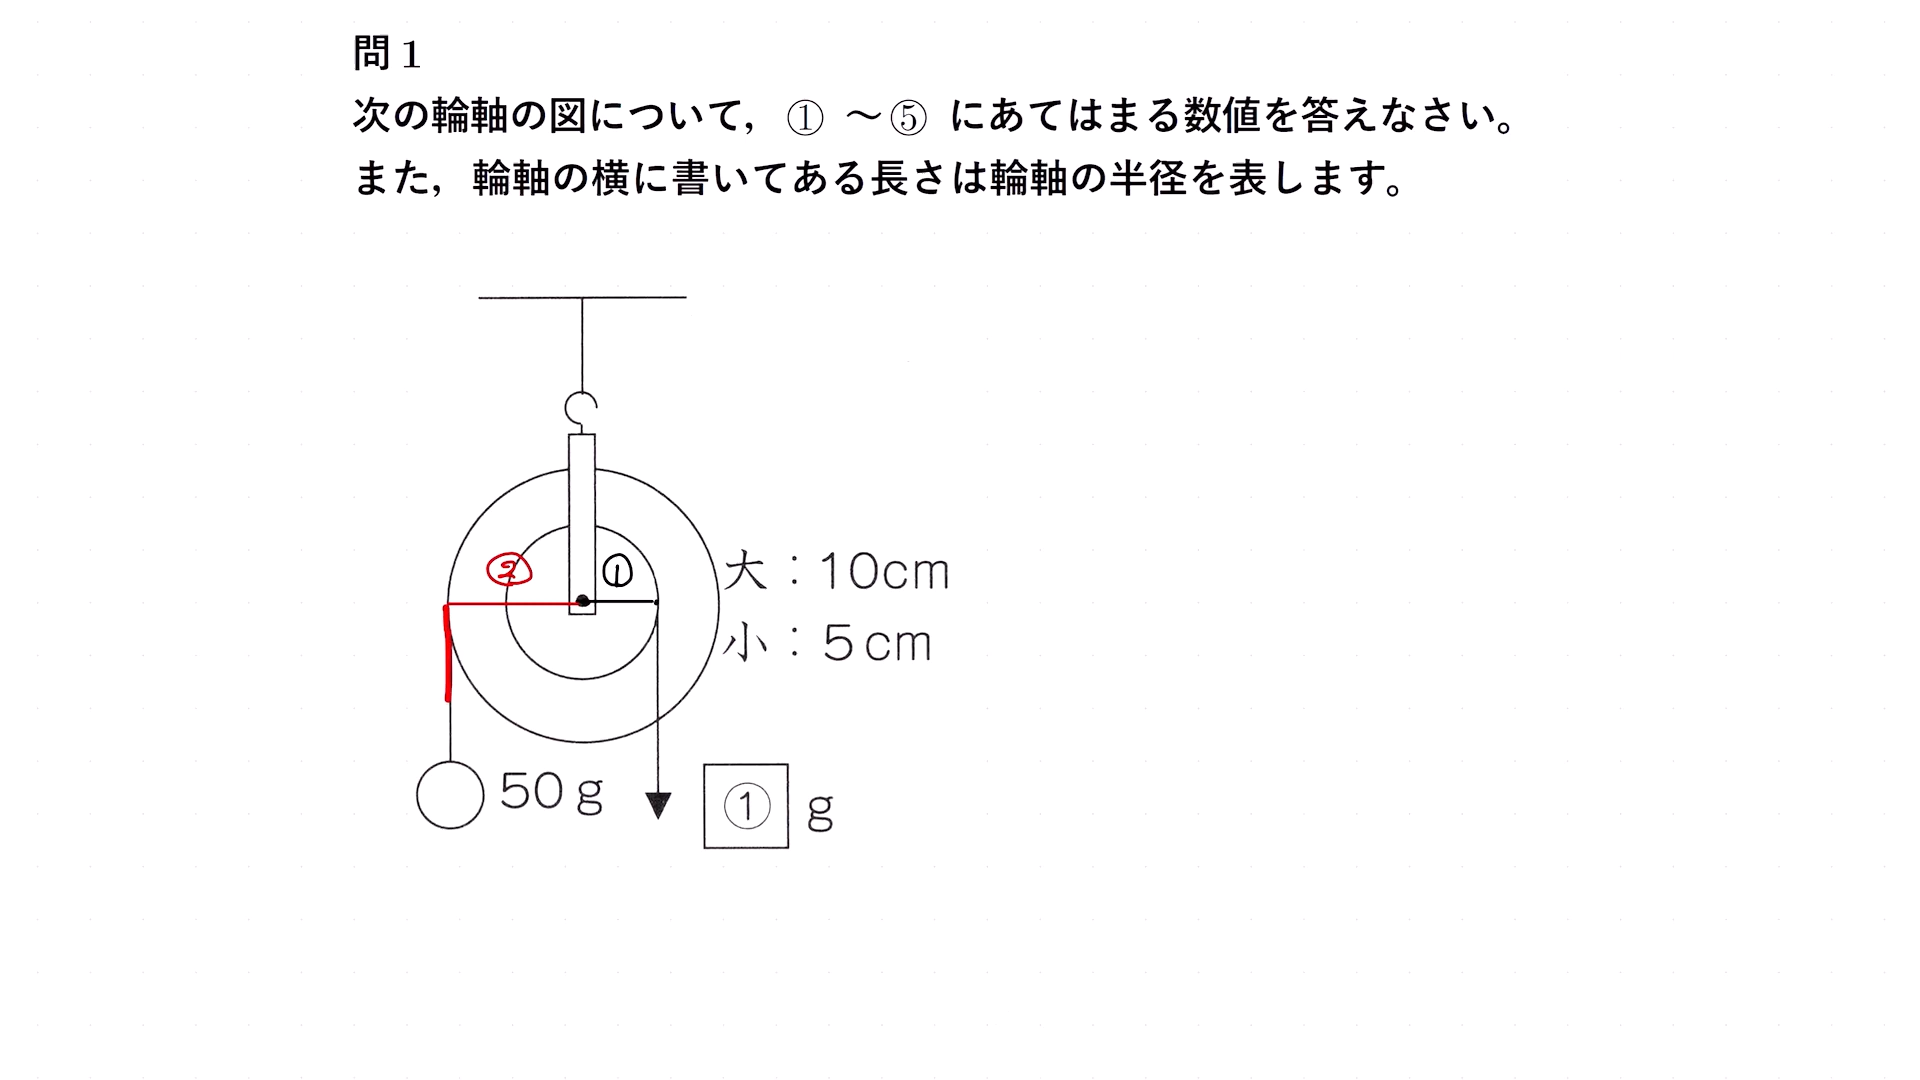 問1
次の輪軸の図について，① ～⑤ にあてはまる数値を答えなさい。
また，輪軸の横に書いてある長さは輪軸の半径を表します。
② ①
大：10cm
小：5cm
50g
① g